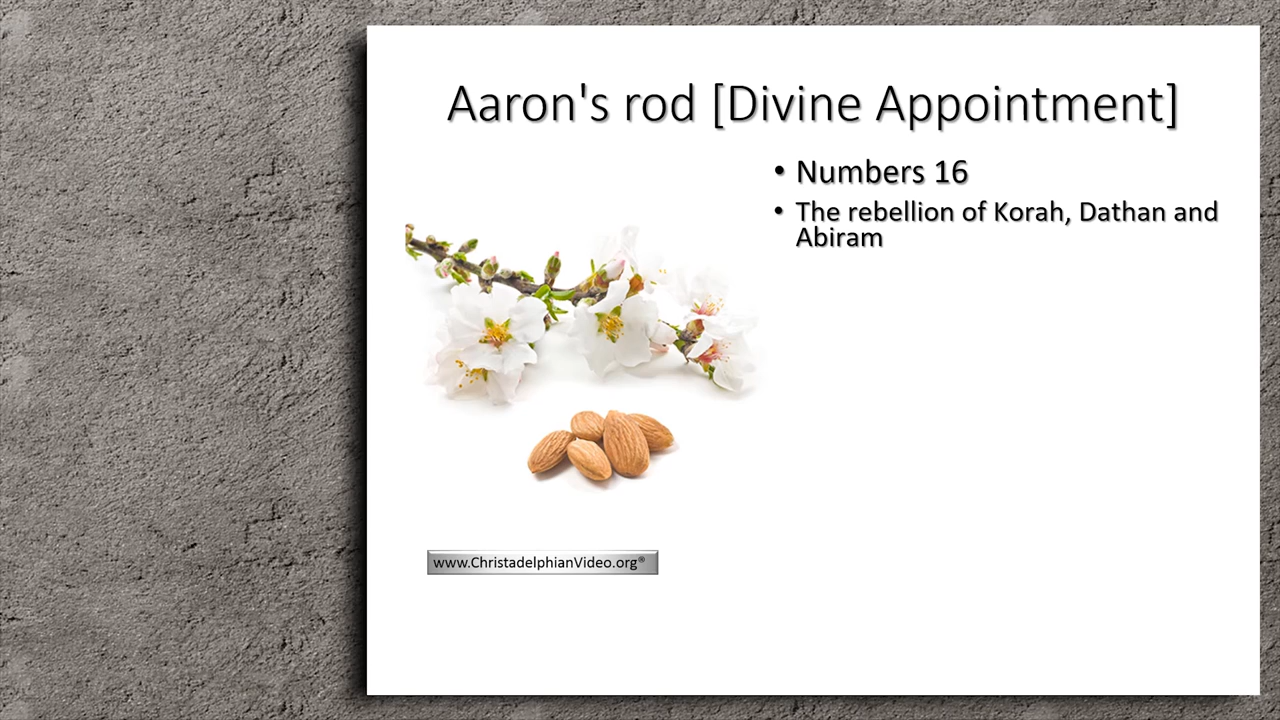 Aaron's rod [Divine Appointment]
• Numbers 16
• The rebellion of Korah, Dathan and
Abiram
www.ChristadelphianVideo.org®